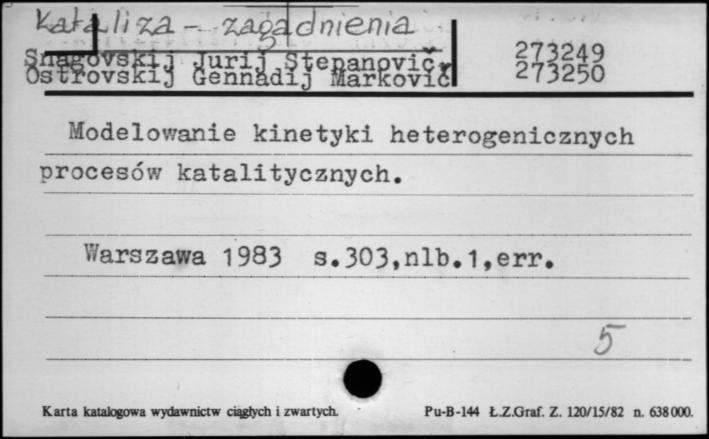 Kataliza - zagadnienia
Snagovskij Jurij Stepanovič, 273249
Ostrovskij Gennadij Markovič 273250
Modelowanie kinetyki heterogenicznych
procesów katalitycznych.
Warszawa 1983 s.303,nlb.1,err.
5
Karta katalogowa wydawnictw ciągłych i zwartych. Pu-B-144 Ł.Z.Graf. Z. 120/15/82 n. 638000.